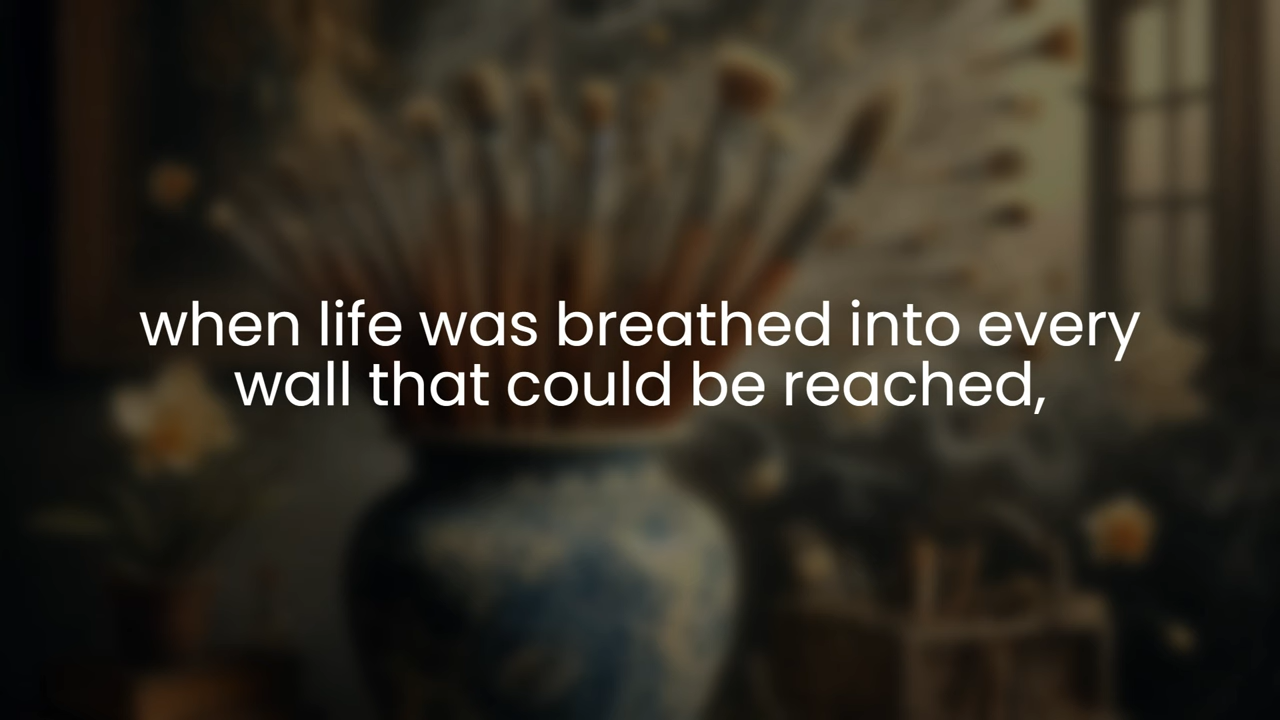 when life was breathed into every
wall that could be reached,